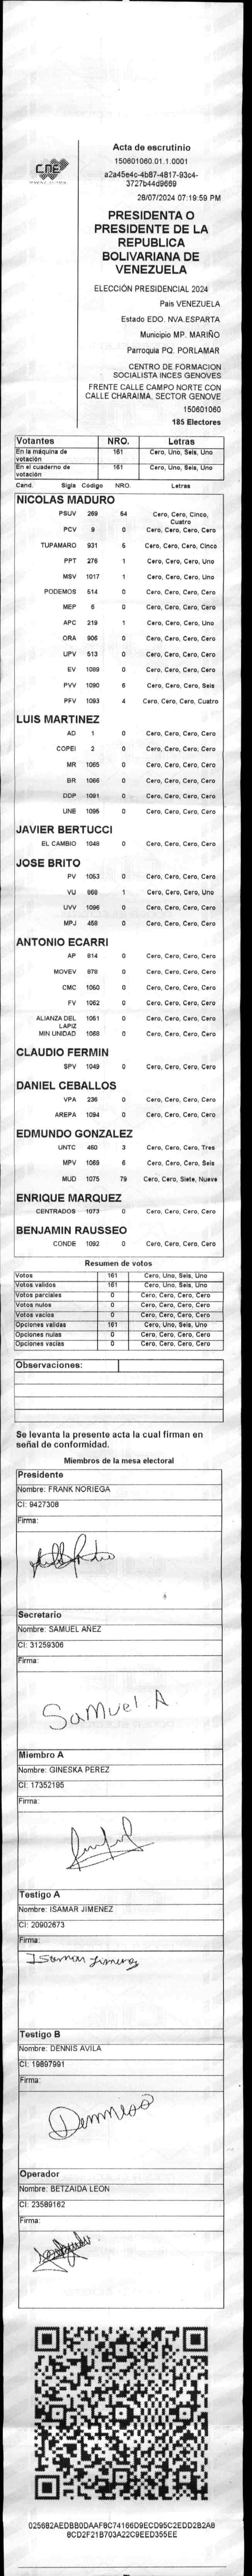 CNE
Acta de escrutinio
150601060.01.1.0001
a2a45e4c-4b87-4817-93c4-
3727b44d9669
28/07/2024 07:19:59 PM
PRESIDENTA O
PRESIDENTE DE LA
REPUBLICA
BOLIVARIANA DE
VENEZUELA
ELECCIÓN PRESIDENCIAL 2024
Pais VENEZUELA
Estado EDO. NVA.ESPARTA
Municipio MP. MARIÑO
Parroquia PQ. PORLAMAR
CENTRO DE FORMACION
SOCIALISTA INCES GENOVES
FRENTE CALLE CAMPO NORTE CON
CALLE CHARAIMA. SECTOR GENOVE
150601060
185 Electores
Votantes NRO. Letras
En la máquina de votación 161 Cero, Uno, Seis, Uno
En el cuaderno de votación 161 Cero, Uno, Seis, Uno
Cand. Sigla Código NRO. Letras
NICOLAS MADURO
PSUV 269 54 Cero, Cero, Cinco, Cuatro
PCV 9 0 Cero, Cero, Cero, Cero
TUPAMARO 931 5 Cero, Cero, Cero, Cinco
PPT 276 1 Cero, Cero, Cero, Uno
MSV 1017 1 Cero, Cero, Cero, Uno
PODEMOS 514 0 Cero, Cero, Cero, Cero
MEP 6 0 Cero, Cero, Cero, Cero
APC 219 1 Cero, Cero, Cero, Uno
ORA 906 0 Cero, Cero, Cero, Cero
UPV 513 0 Cero, Cero, Cero, Cero
EV 1089 0 Cero, Cero, Cero, Cero
PVV 1090 6 Cero, Cero, Cero, Seis
PFV 1093 4 Cero, Cero, Cero, Cuatro
LUIS MARTINEZ
AD 1 0 Cero, Cero, Cero, Cero
COPEI 2 0 Cero, Cero, Cero, Cero
MR 1065 0 Cero, Cero, Cero, Cero
BR 1066 0 Cero, Cero, Cero, Cero
DDP 1091 0 Cero, Cero, Cero, Cero
UNE 1095 0 Cero, Cero, Cero, Cero
JAVIER BERTUCCI
EL CAMBIO 1048 0 Cero, Cero, Cero, Cero
JOSE BRITO
PV 1053 0 Cero, Cero, Cero, Cero
VU 868 1 Cero, Cero, Cero, Uno
UVV 1096 0 Cero, Cero, Cero, Cero
MPJ 458 0 Cero, Cero, Cero, Cero
ANTONIO ECARRI
AP 814 0 Cero, Cero, Cero, Cero
MOVEV 878 0 Cero, Cero, Cero, Cero
CMC 1050 0 Cero, Cero, Cero, Cero
FV 1062 0 Cero, Cero, Cero, Cero
ALIANZA DEL LAPIZ 1051 0 Cero, Cero, Cero, Cero
MIN UNIDAD 1068 0 Cero, Cero, Cero, Cero
CLAUDIO FERMIN
SPV 1049 0 Cero, Cero, Cero, Cero
DANIEL CEBALLOS
VPA 236 0 Cero, Cero, Cero, Cero
AREPA 1094 0 Cero, Cero, Cero, Cero
EDMUNDO GONZALEZ
UNTC 460 3 Cero, Cero, Cero, Tres
MPV 1069 6 Cero, Cero, Cero, Seis
MUD 1075 79 Cero, Cero, Siete, Nueve
ENRIQUE MARQUEZ
CENTRADOS 1073 0 Cero, Cero, Cero, Cero
BENJAMIN RAUSSEO
CONDE 1092 0 Cero, Cero, Cero, Cero
Resumen de votos
Votos 161 Cero, Uno, Seis, Uno
Votos validos 161 Cero, Uno, Seis, Uno
Votos parciales 0 Cero, Cero, Cero, Cero
Votos nulos 0 Cero, Cero, Cero, Cero
Votos vacios 0 Cero, Cero, Cero, Cero
Opciones validas 161 Cero, Uno, Seis, Uno
Opciones nulas 0 Cero, Cero, Cero, Cero
Opciones vacias 0 Cero, Cero, Cero, Cero
Observaciones:
Se levanta la presente acta la cual firman en
señal de conformidad.
Miembros de la mesa electoral
Presidente
Nombre: FRANK NORIEGA
CI: 9427308
Firma:
Secretario
Nombre: SAMUEL AÑEZ
CI: 31259306
Firma:
Samuel A
Miembro A
Nombre: GINESKA PEREZ
CI: 17352195
Firma:
Testigo A
Nombre: ISAMAR JIMENEZ
CI: 20902673
Firma:
Isamar Jimenez
Testigo B
Nombre: DENNIS AVILA
CI: 19897991
Firma:
Operador
Nombre: BETZAIDA LEON
CI: 23589162
Firma:
025682AEDBB0DAAF8C74166D9ECD95C2EDD2B2A8
8CD2F21B703A22C9EED355EE